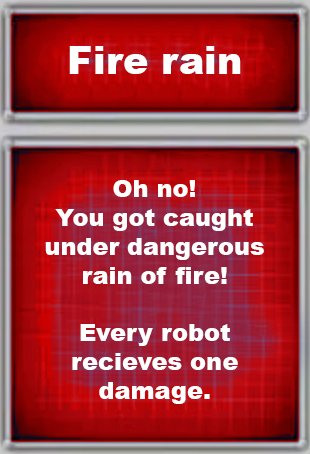 Fire rain
Oh no!
You got caught
under dangerous
rain of fire!
Every robot
recieves one
damage.